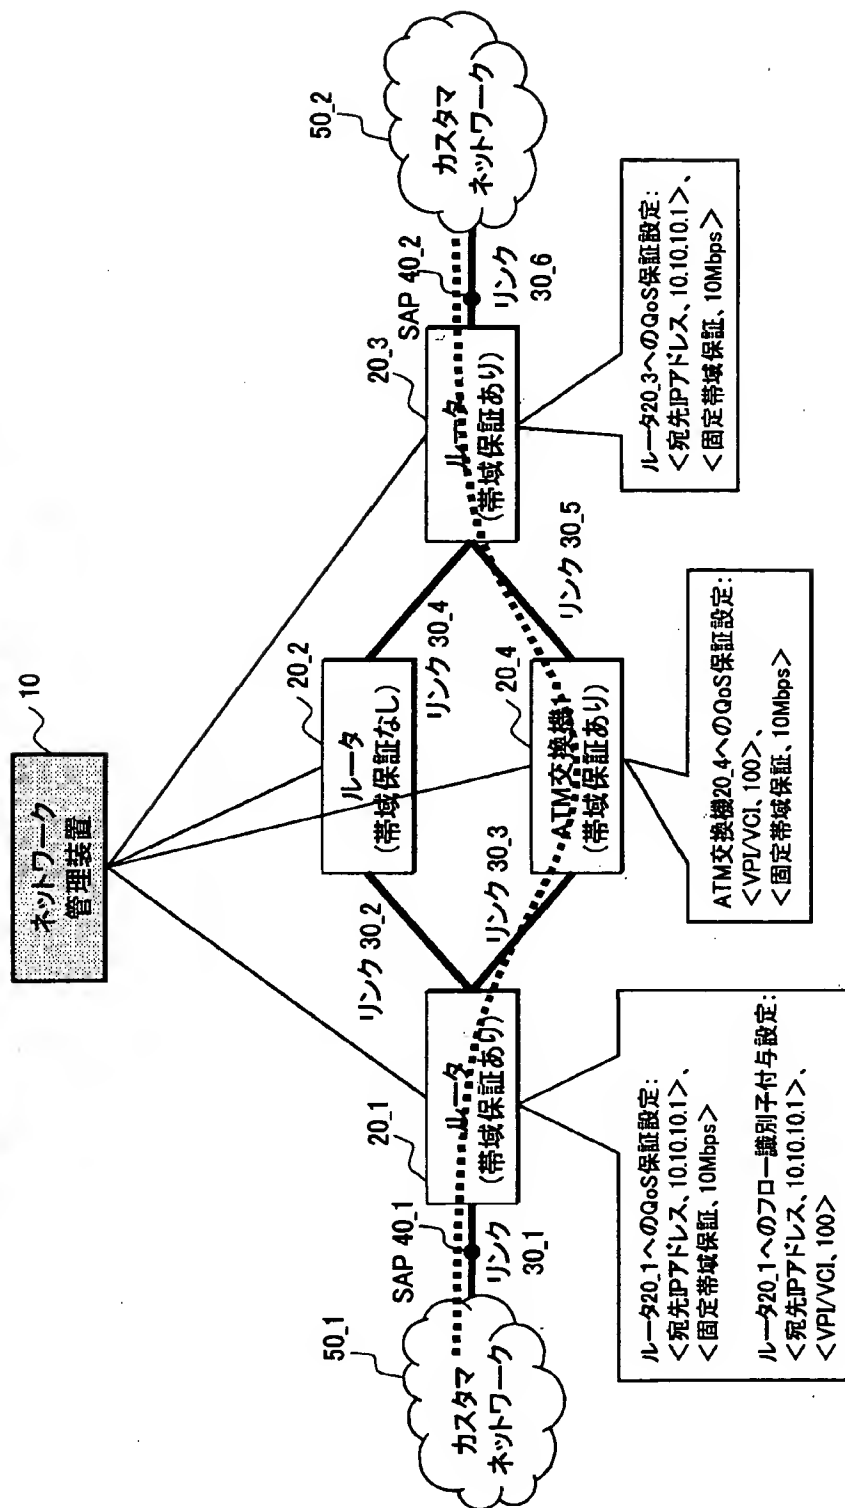 10
ネットワーク
管理装置
50_1
カスタマ
ネットワーク
SAP 40_1
リンク
30_1
20_1
ルータ
(帯域保証あり)
リンク 30_2
リンク 30_3
20_2
ルータ
(帯域保証なし)
20_4
ATM交換機
(帯域保証あり)
リンク 30_4
リンク 30_5
20_3
ルータ
(帯域保証あり)
SAP 40_2
リンク
30_6
50_2
カスタマ
ネットワーク
ルータ20_1へのQoS保証設定:
<宛先IPアドレス、10.10.10.1>、
<固定帯域保証、10Mbps>
ルータ20_1へのフロー識別子付与設定:
<宛先IPアドレス、10.10.10.1>、
<VPI/VCI、100>
ATM交換機20_4へのQoS保証設定:
<VPI/VCI、100>、
<固定帯域保証、10Mbps>
ルータ20_3へのQoS保証設定:
<宛先IPアドレス、10.10.10.1>、
<固定帯域保証、10Mbps>